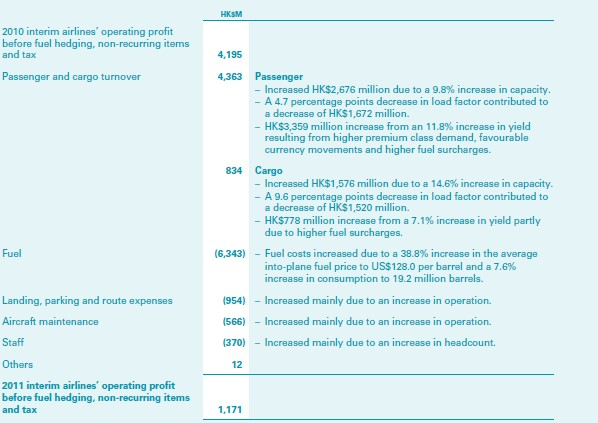 HK$M
2010 interim airlines' operating profit
before fuel hedging, non-recurring items
and tax 4,195
Passenger and cargo turnover 4,363 Passenger
– Increased HK$2,676 million due to a 9.8% increase in capacity.
– A 4.7 percentage points decrease in load factor contributed to
a decrease of HK$1,672 million.
– HK$3,359 million increase from an 11.8% increase in yield
resulting from higher premium class demand, favourable
currency movements and higher fuel surcharges.
834 Cargo
– Increased HK$1,576 million due to a 14.6% increase in capacity.
– A 9.6 percentage points decrease in load factor contributed to
a decrease of HK$1,520 million.
– HK$778 million increase from a 7.1% increase in yield partly
due to higher fuel surcharges.
Fuel (6,343) – Fuel costs increased due to a 38.8% increase in the average
into-plane fuel price to US$128.0 per barrel and a 7.6%
increase in consumption to 19.2 million barrels.
Landing, parking and route expenses (954) – Increased mainly due to an increase in operation.
Aircraft maintenance (566) – Increased mainly due to an increase in operation.
Staff (370) – Increased mainly due to an increase in headcount.
Others 12
2011 interim airlines' operating profit
before fuel hedging, non-recurring items
and tax 1,171